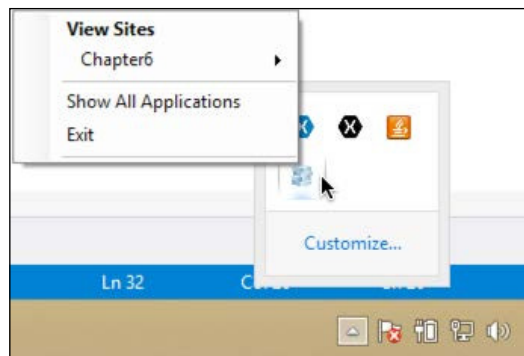 View Sites
Chapter6
Show All Applications
Exit
Customize...
Ln 32